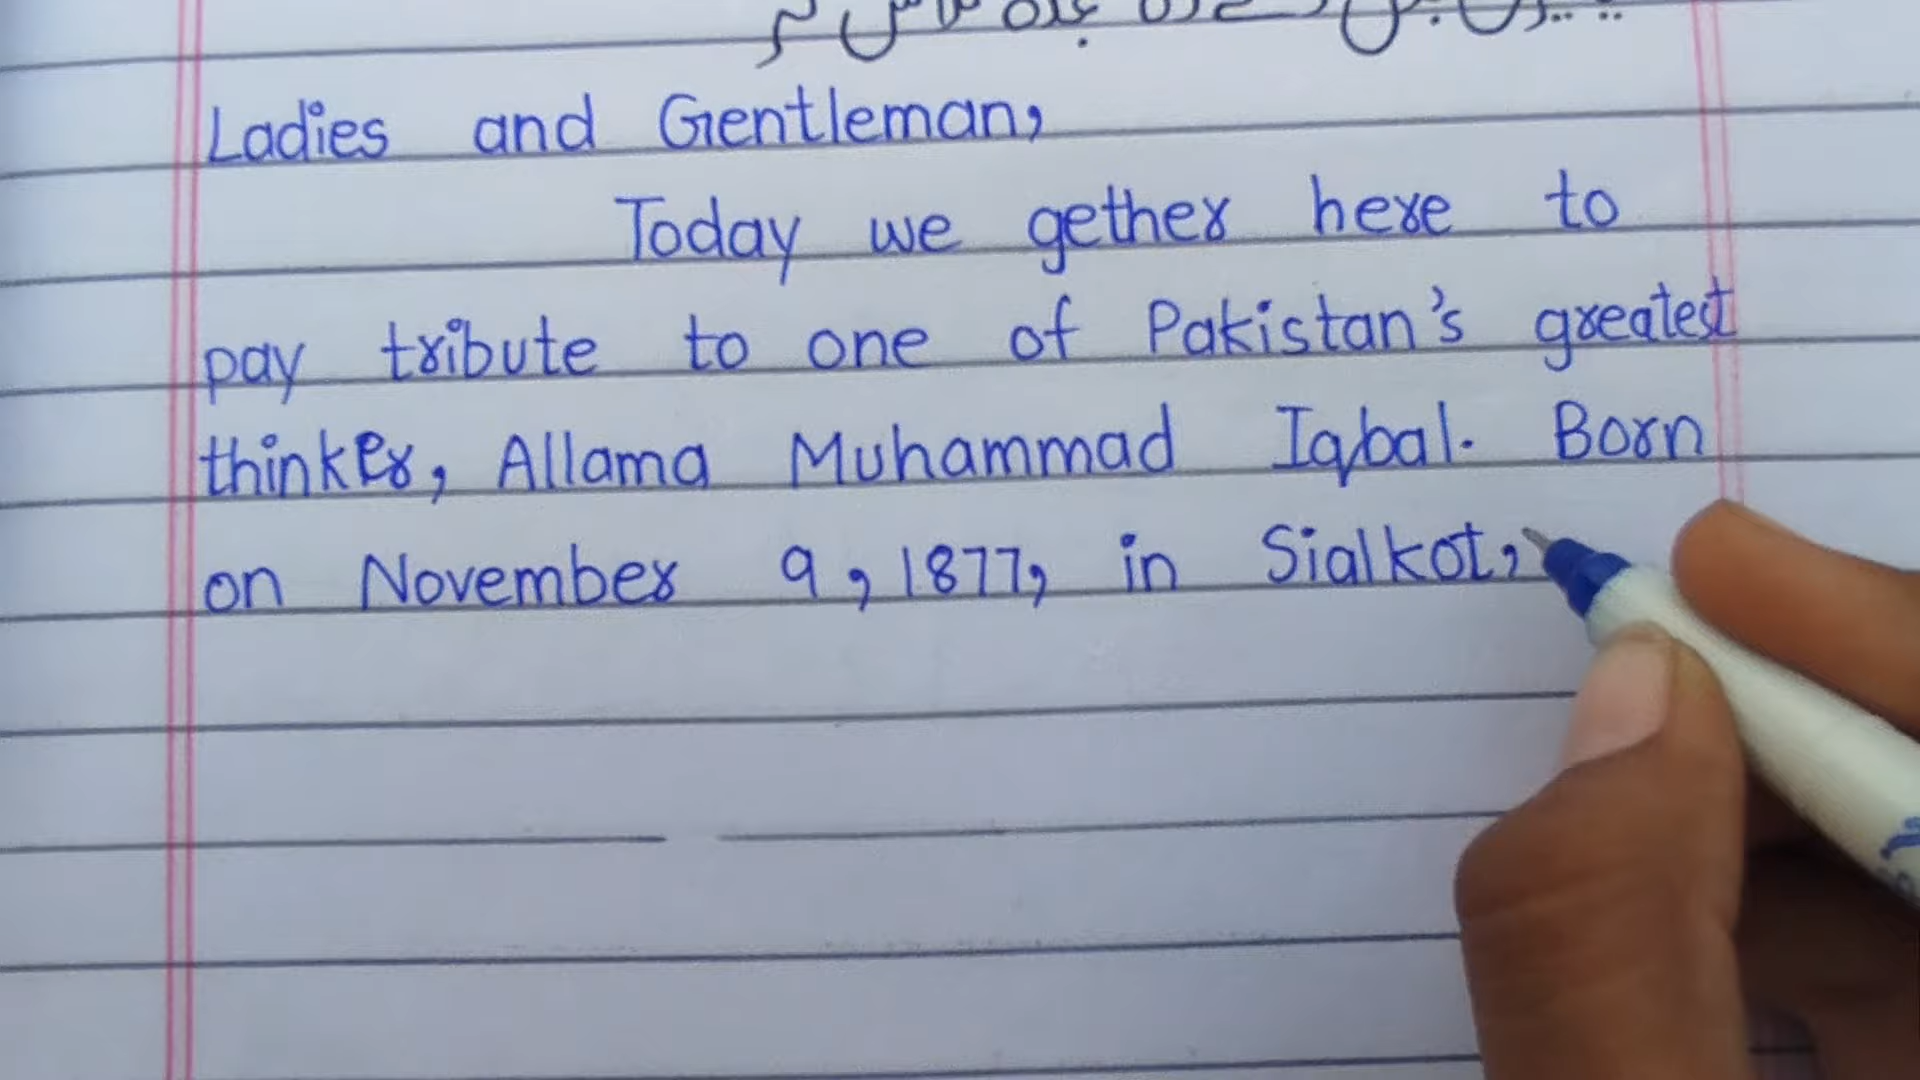 Ladies and Gentleman,
Today we gether here to
pay tribute to one of Pakistan's greatest
thinker, Allama Muhammad Iqbal. Born
on November 9, 1877, in Sialkot,